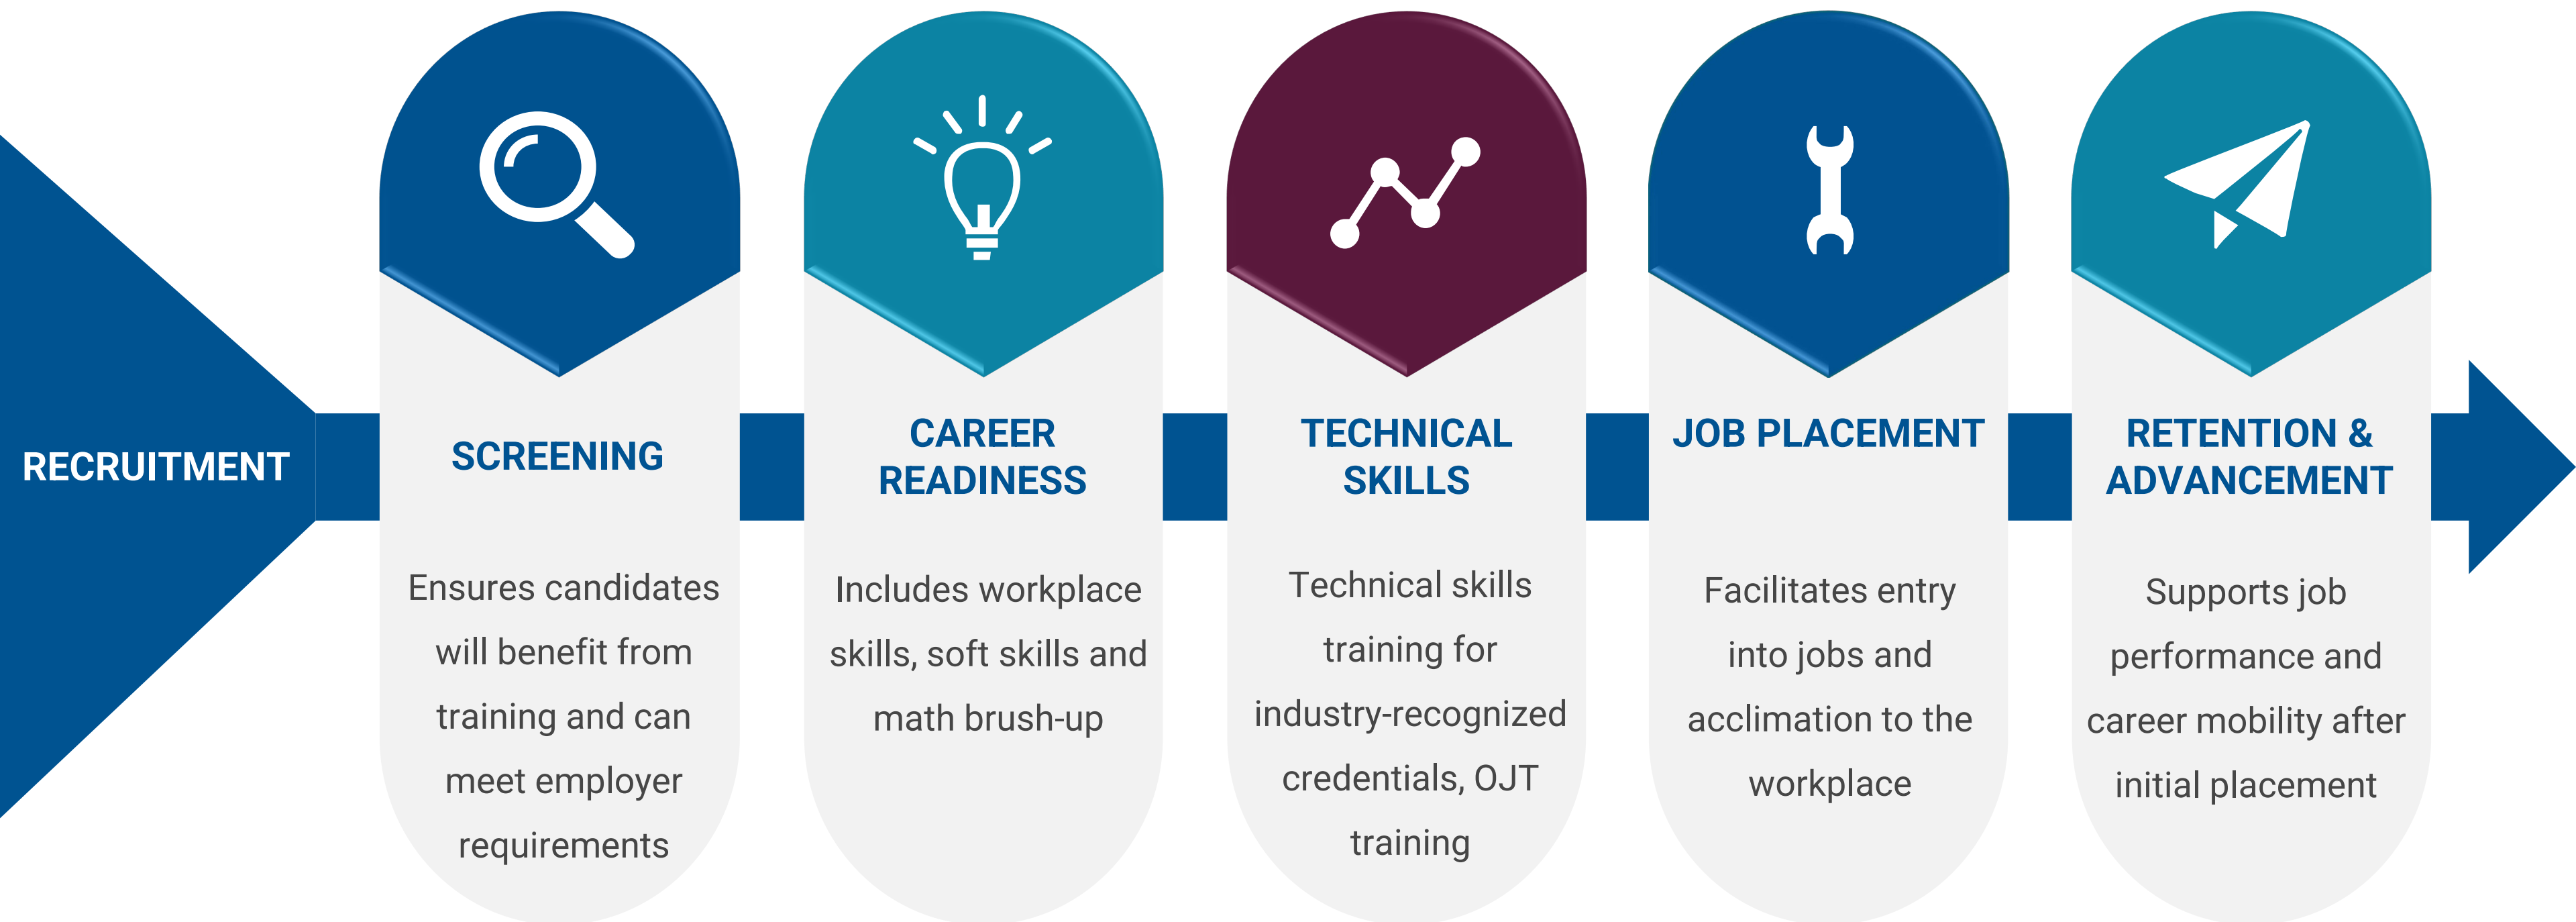 RECRUITMENT
SCREENING
Ensures candidates
will benefit from
training and can
meet employer
requirements
CAREER
READINESS
Includes workplace
skills, soft skills and
math brush-up
TECHNICAL
SKILLS
Technical skills
training for
industry-recognized
credentials, OJT
training
JOB PLACEMENT
Facilitates entry
into jobs and
acclimation to the
workplace
RETENTION &
ADVANCEMENT
Supports job
performance and
career mobility after
initial placement